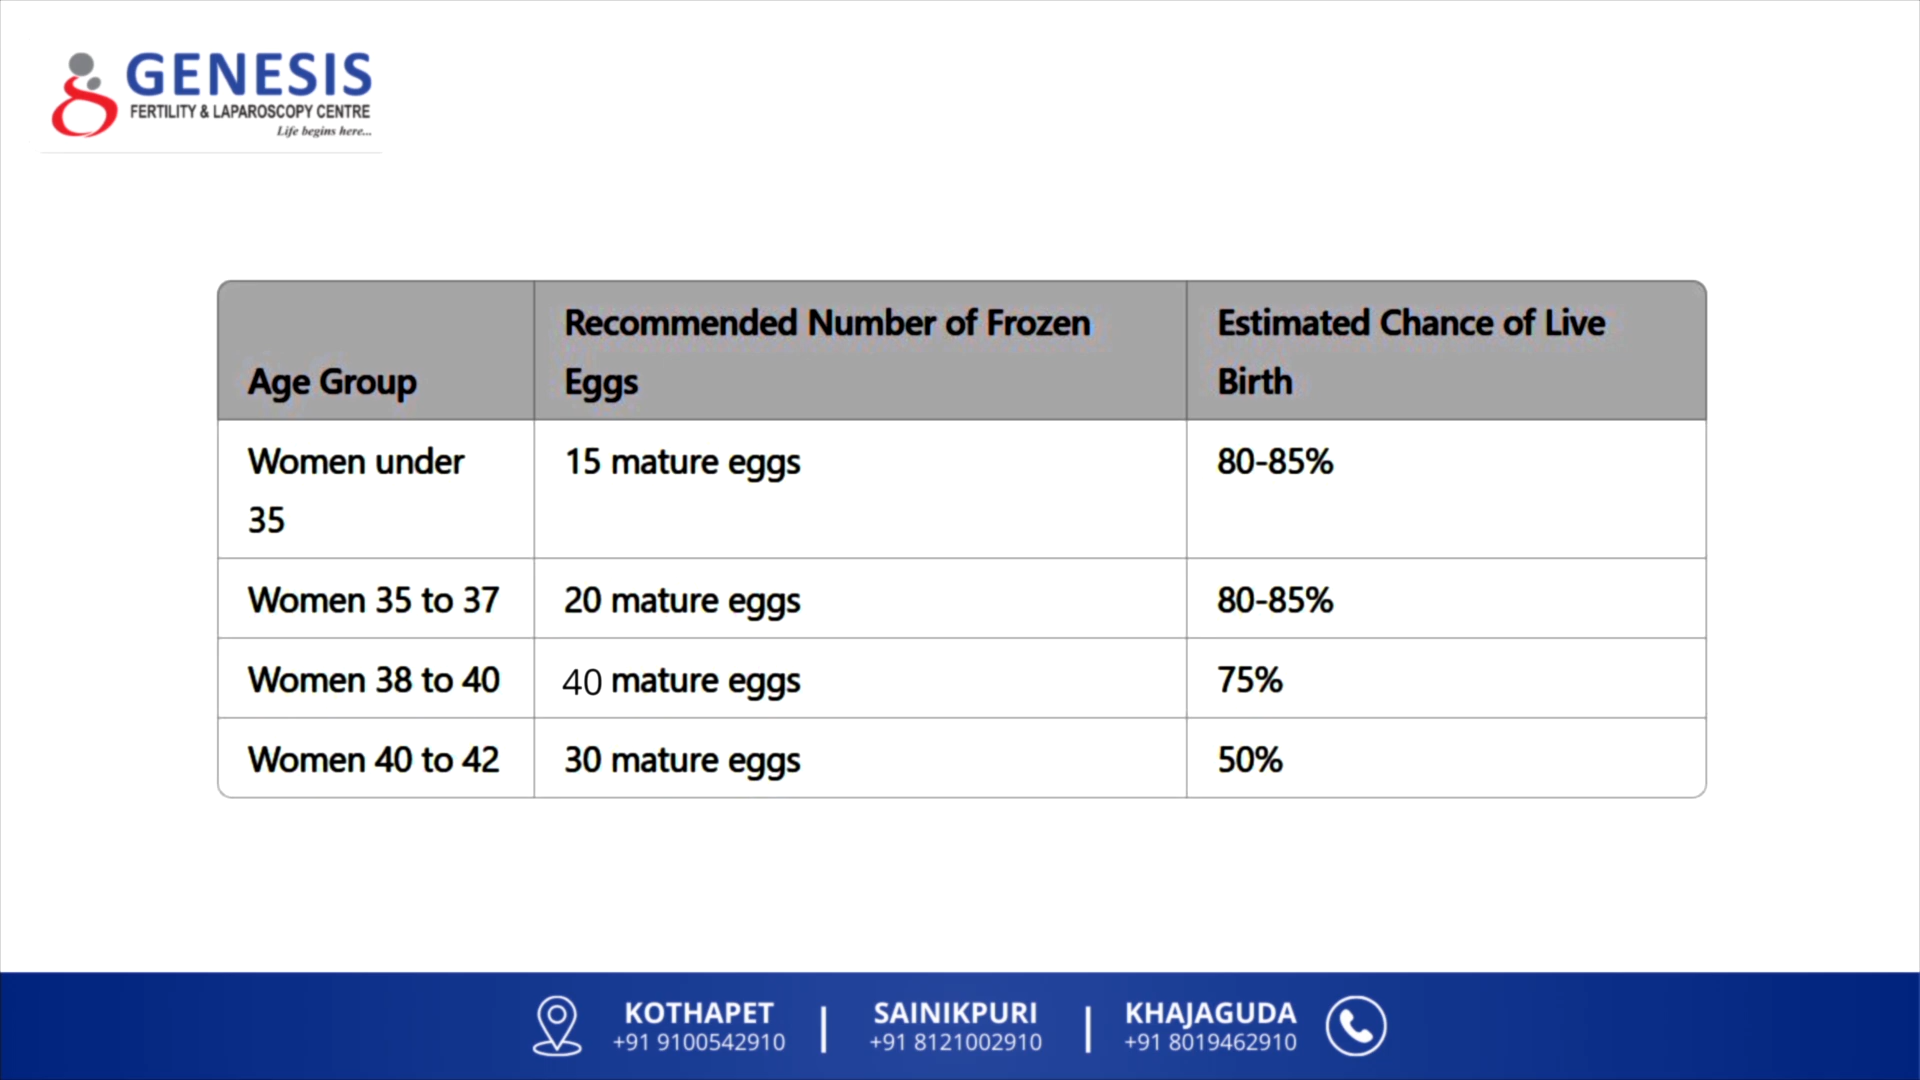 GENESIS
FERTILITY & LAPAROSCOPY CENTRE
Life begins here...
Age Group
Recommended Number of Frozen
Eggs
Estimated Chance of Live
Birth
Women under
35
15 mature eggs
80-85%
Women 35 to 37
20 mature eggs
80-85%
Women 38 to 40
40 mature eggs
75%
Women 40 to 42
30 mature eggs
50%
KOTHAPET
+91 9100542910
SAINIKPURI
+91 8121002910
KHAJAGUDA
+91 8019462910